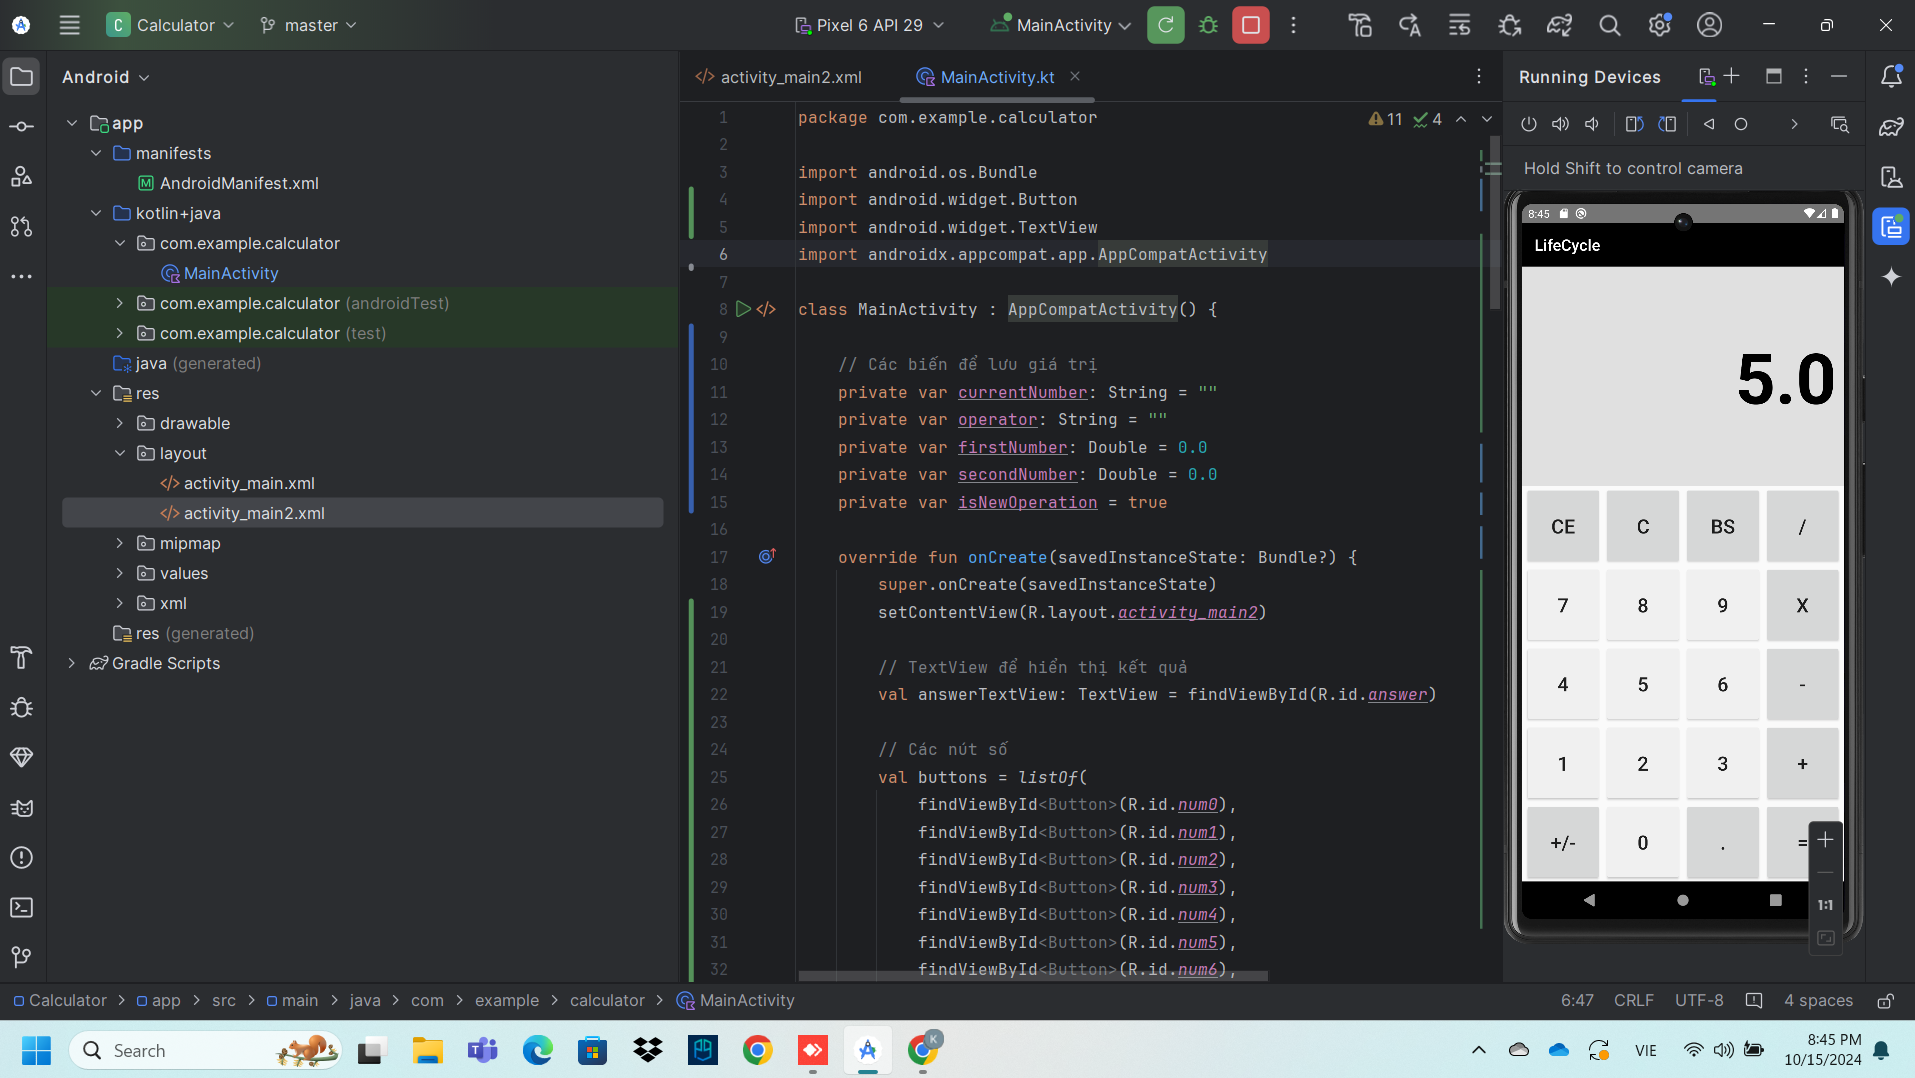 C Calculator master Pixel 6 API 29 MainActivity
Android
app
manifests
M AndroidManifest.xml
kotlin+java
com.example.calculator
MainActivity
com.example.calculator (androidTest)
com.example.calculator (test)
java (generated)
res
drawable
layout
</> activity_main.xml
</> activity_main2.xml
mipmap
values
xml
res (generated)
Gradle Scripts
</> activity_main2.xml MainActivity.kt
11 4
1 package com.example.calculator
2
3 import android.os.Bundle
4 import android.widget.Button
5 import android.widget.TextView
6 import androidx.appcompat.app.AppCompatActivity
7
8 </> class MainActivity : AppCompatActivity() {
9
10 // Các biến để lưu giá trị
11 private var currentNumber: String = ""
12 private var operator: String = ""
13 private var firstNumber: Double = 0.0
14 private var secondNumber: Double = 0.0
15 private var isNewOperation = true
16
17 override fun onCreate(savedInstanceState: Bundle?) {
18 super.onCreate(savedInstanceState)
19 setContentView(R.layout.activity_main2)
20
21 // TextView để hiển thị kết quả
22 val answerTextView: TextView = findViewById(R.id.answer)
23
24 // Các nút số
25 val buttons = listOf(
26 findViewById<Button>(R.id.num0),
27 findViewById<Button>(R.id.num1),
28 findViewById<Button>(R.id.num2),
29 findViewById<Button>(R.id.num3),
30 findViewById<Button>(R.id.num4),
31 findViewById<Button>(R.id.num5),
32 findViewById<Button>(R.id.num6),
Running Devices
Hold Shift to control camera
8:45
LifeCycle
5.0
CE C BS /
7 8 9 X
4 5 6 -
1 2 3 +
+/- 0 . =
1:1
Calculator > app > src > main > java > com > example > calculator > MainActivity
6:47 CRLF UTF-8 4 spaces
Search
K
VIE
8:45 PM
10/15/2024